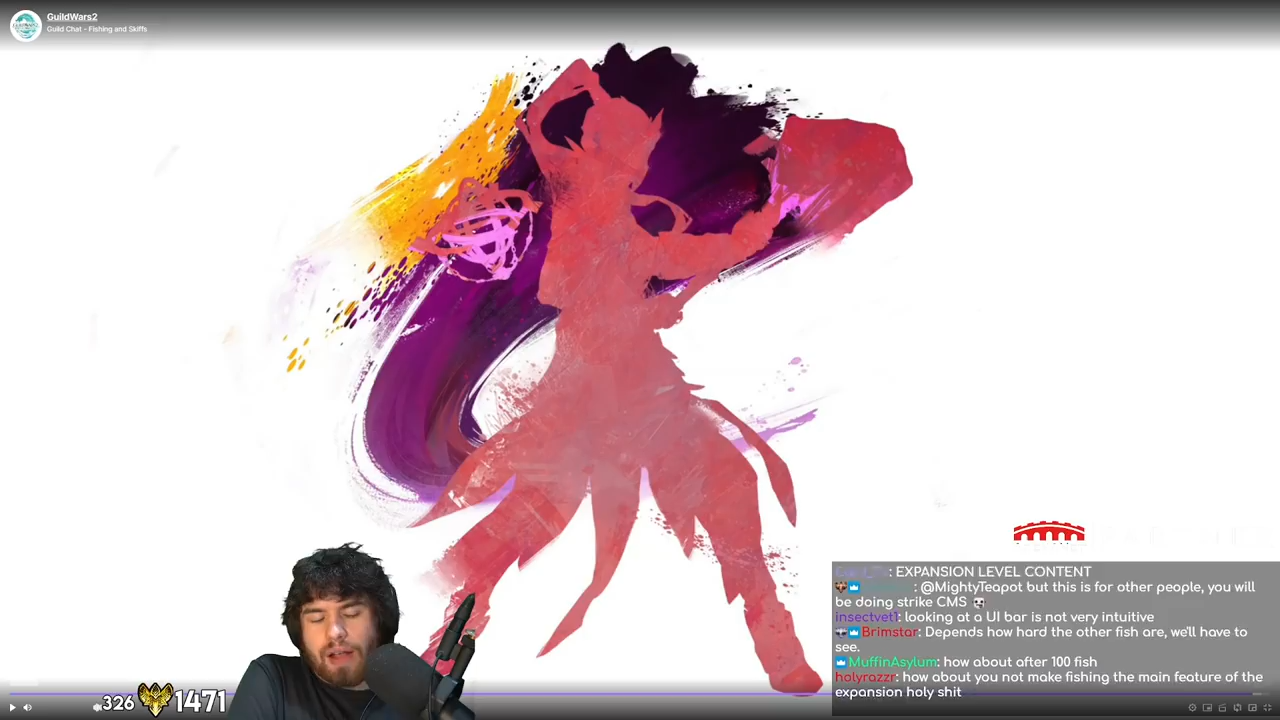 GuildWars2
Guild Chat - Fishing and Skiffs
: EXPANSION LEVEL CONTENT
: @MightyTeapot but this is for other people, you will
be doing strike CMS
insectvet1: looking at a UI bar is not very intuitive
Brimstar: Depends how hard the other fish are, we'll have to
see.
MuffinAsylum: how about after 100 fish
holyrazzr: how about you not make fishing the main feature of the
expansion holy shit
326 1471